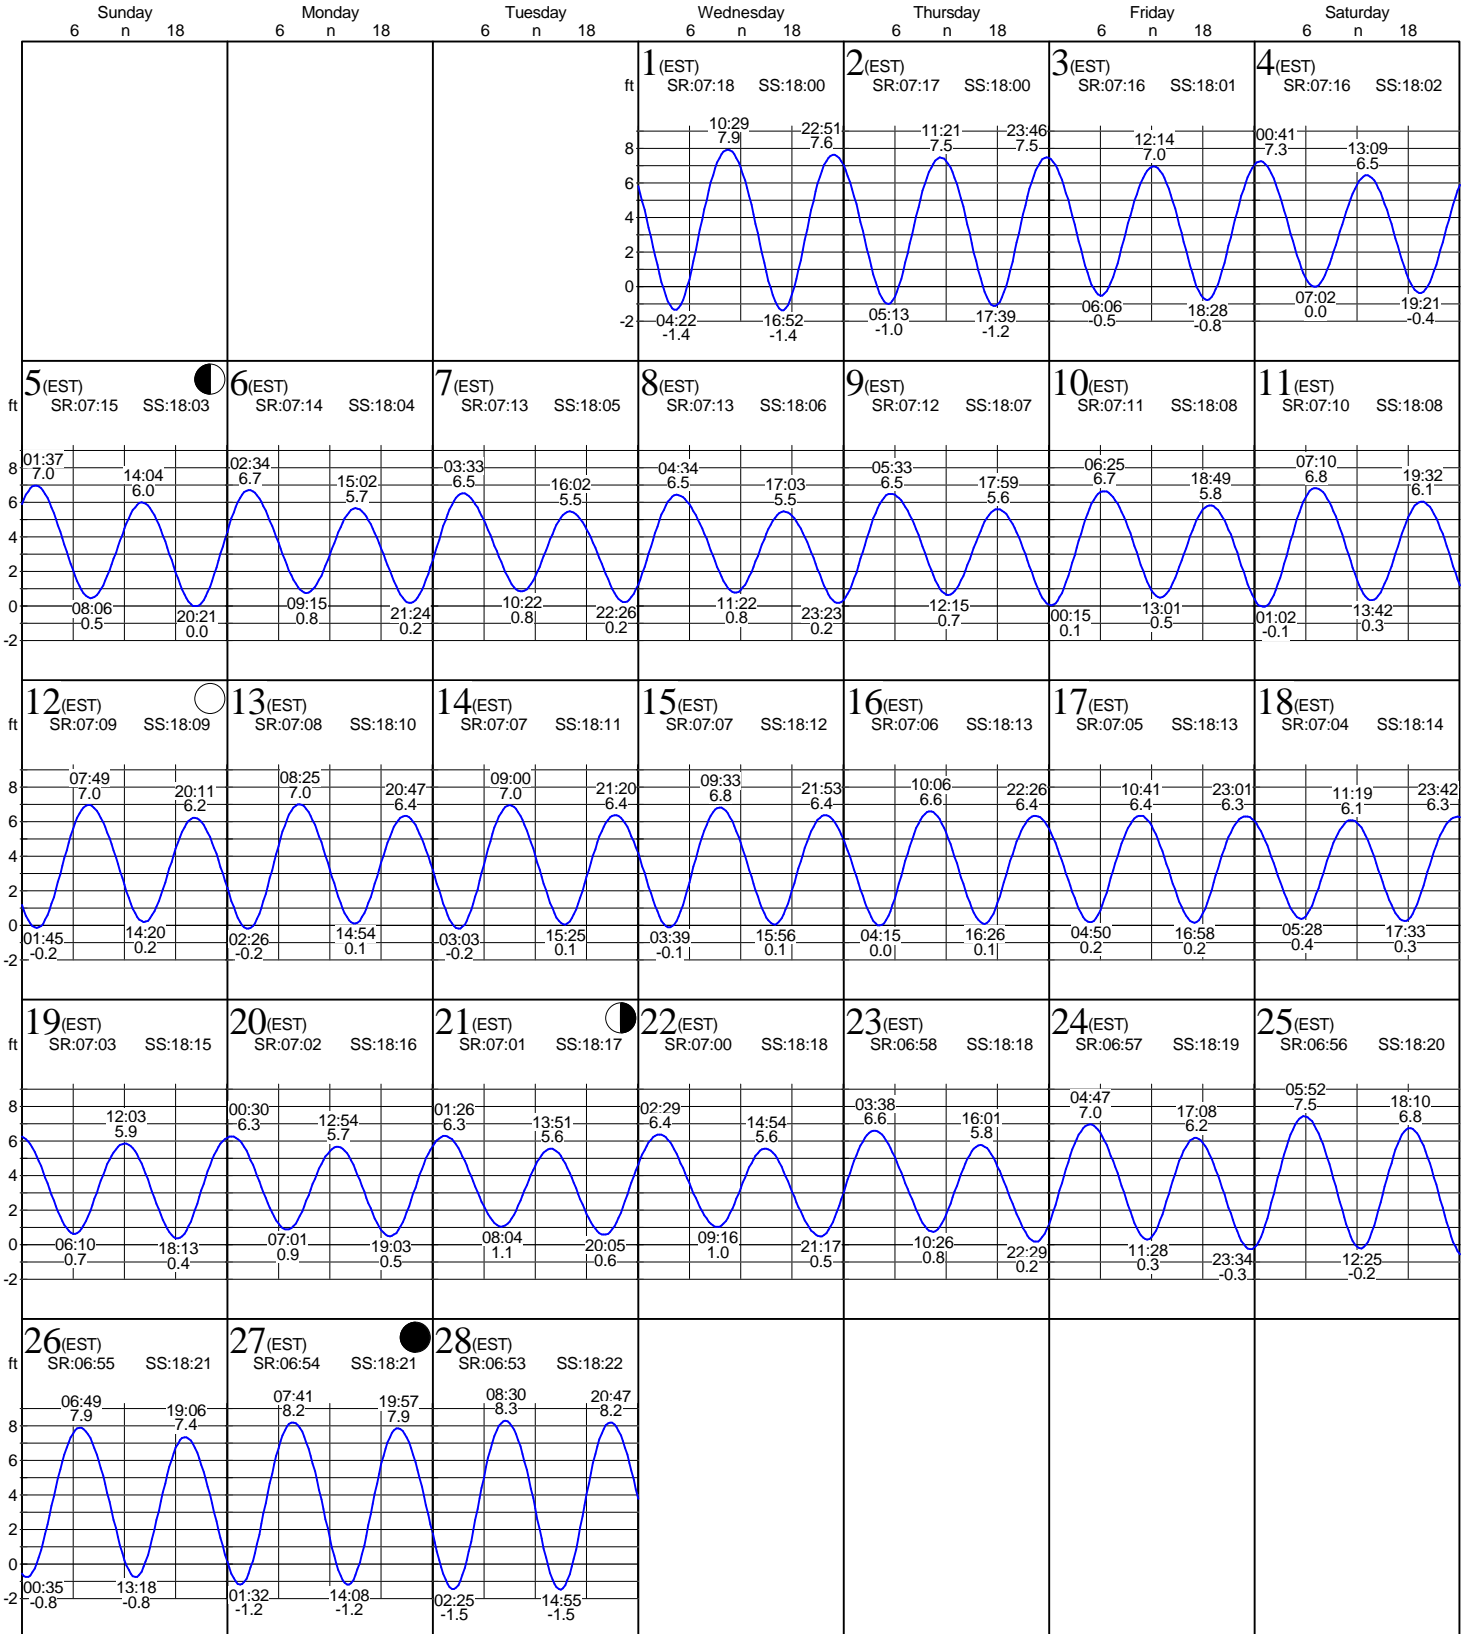 Sunday Monday Tuesday Wednesday Thursday Friday Saturday
6 n 18 6 n 18 6 n 18 6 n 18 6 n 18 6 n 18 6 n 18
1(EST) 2(EST) 3(EST) 4(EST)
ft SR:07:18 SS:18:00 SR:07:17 SS:18:00 SR:07:16 SS:18:01 SR:07:16 SS:18:02
10:29 22:51 11:21 23:46 12:14 00:41 13:09
7.9 7.6 7.5 7.5 7.0 7.3 6.5
8
6
4
2
0
-2
04:22 16:52 05:13 17:39 06:06 18:28 07:02 19:21
-1.4 -1.4 -1.0 -1.2 -0.5 -0.8 0.0 -0.4
5(EST) 6(EST) 7(EST) 8(EST) 9(EST) 10(EST) 11(EST)
ft SR:07:15 SS:18:03 SR:07:14 SS:18:04 SR:07:13 SS:18:05 SR:07:13 SS:18:06 SR:07:12 SS:18:07 SR:07:11 SS:18:08 SR:07:10 SS:18:08
01:37 14:04 02:34 15:02 03:33 16:02 04:34 17:03 05:33 17:59 06:25 18:49 07:10 19:32
7.0 6.0 6.7 5.7 6.5 5.5 6.5 5.5 6.5 5.6 6.7 5.8 6.8 6.1
8
6
4
2
0
-2
08:06 20:21 09:15 21:24 10:22 22:26 11:22 23:23 12:15 00:15 13:01 01:02 13:42
0.5 0.0 0.8 0.2 0.8 0.2 0.8 0.2 0.7 0.1 0.5 -0.1 0.3
12(EST) 13(EST) 14(EST) 15(EST) 16(EST) 17(EST) 18(EST)
ft SR:07:09 SS:18:09 SR:07:08 SS:18:10 SR:07:07 SS:18:11 SR:07:07 SS:18:12 SR:07:06 SS:18:13 SR:07:05 SS:18:13 SR:07:04 SS:18:14
07:49 20:11 08:25 20:47 09:00 21:20 09:33 21:53 10:06 22:26 10:41 23:01 11:19 23:42
7.0 6.2 7.0 6.4 7.0 6.4 6.8 6.4 6.6 6.4 6.4 6.3 6.1 6.3
8
6
4
2
0
-2
01:45 14:20 02:26 14:54 03:03 15:25 03:39 15:56 04:15 16:26 04:50 16:58 05:28 17:33
-0.2 0.2 -0.2 0.1 -0.2 0.1 -0.1 0.1 0.0 0.1 0.2 0.2 0.4 0.3
19(EST) 20(EST) 21(EST) 22(EST) 23(EST) 24(EST) 25(EST)
ft SR:07:03 SS:18:15 SR:07:02 SS:18:16 SR:07:01 SS:18:17 SR:07:00 SS:18:18 SR:06:58 SS:18:18 SR:06:57 SS:18:19 SR:06:56 SS:18:20
12:03 00:30 12:54 01:26 13:51 02:29 14:54 03:38 16:01 04:47 17:08 05:52 18:10
5.9 6.3 5.7 6.3 5.6 6.4 5.6 6.6 5.8 7.0 6.2 7.5 6.8
8
6
4
2
0
-2
06:10 18:13 07:01 19:03 08:04 20:05 09:16 21:17 10:26 22:29 11:28 23:34 12:25
0.7 0.4 0.9 0.5 1.1 0.6 1.0 0.5 0.8 0.2 0.3 -0.3 -0.2
26(EST) 27(EST) 28(EST)
ft SR:06:55 SS:18:21 SR:06:54 SS:18:21 SR:06:53 SS:18:22
06:49 19:06 07:41 19:57 08:30 20:47
7.9 7.4 8.2 7.9 8.3 8.2
8
6
4
2
0
-2
00:35 13:18 01:32 14:08 02:25 14:55
-0.8 -0.8 -1.2 -1.2 -1.5 -1.5